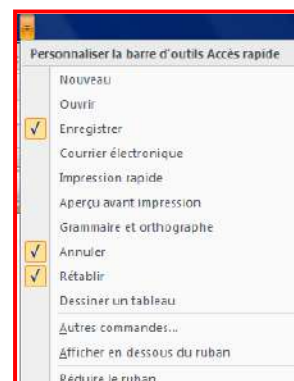 Personnaliser la barre d'outils Accès rapide
Nouveau
Ouvrir
Enregistrer
Courrier électronique
Impression rapide
Aperçu avant impression
Grammaire et orthographe
Annuler
Rétablir
Dessiner un tableau
Autres commandes...
Afficher en dessous du ruban
Réduire le ruban